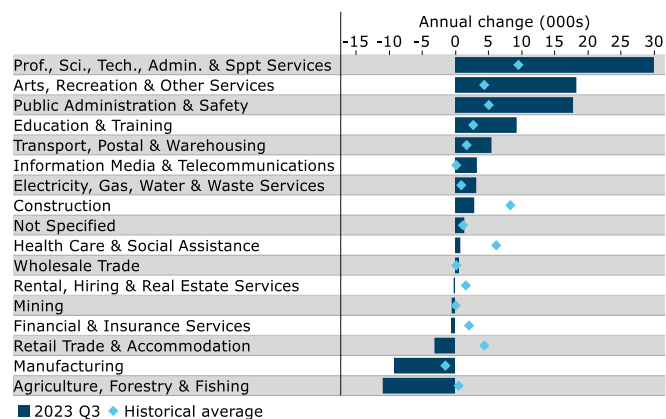 Annual change (000s)
-15 -10 -5 0 5 10 15 20 25 30
Prof., Sci., Tech., Admin. & Sppt Services
Arts, Recreation & Other Services
Public Administration & Safety
Education & Training
Transport, Postal & Warehousing
Information Media & Telecommunications
Electricity, Gas, Water & Waste Services
Construction
Not Specified
Health Care & Social Assistance
Wholesale Trade
Rental, Hiring & Real Estate Services
Mining
Financial & Insurance Services
Retail Trade & Accommodation
Manufacturing
Agriculture, Forestry & Fishing
2023 Q3 Historical average